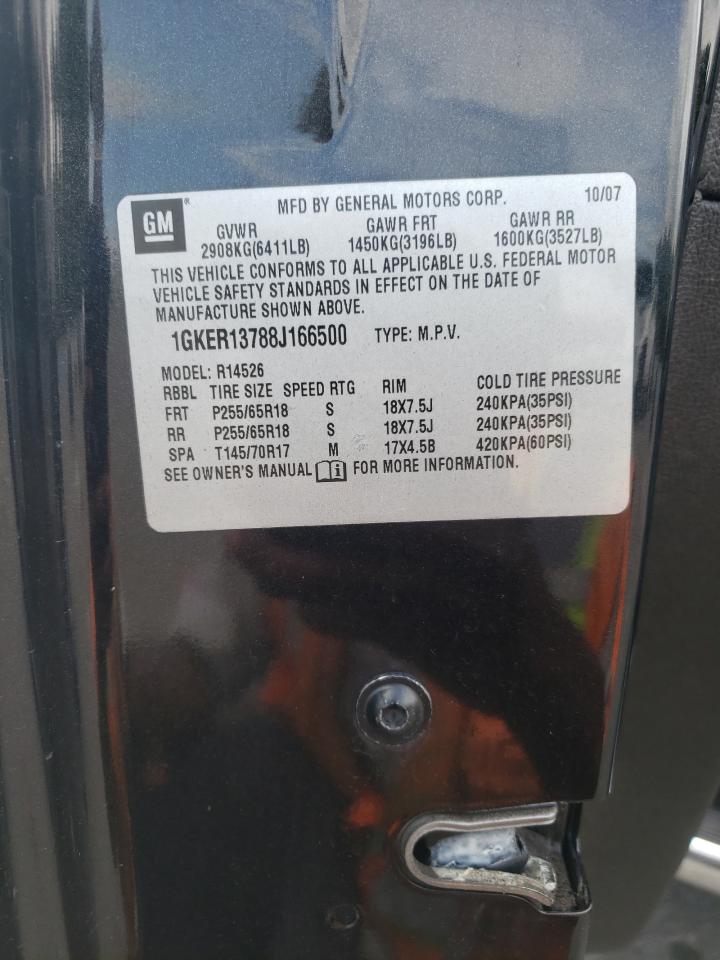 GM ® MFD BY GENERAL MOTORS CORP. 10/07
GVWR GAWR FRT GAWR RR
2908KG(6411LB) 1450KG(3196LB) 1600KG(3527LB)
THIS VEHICLE CONFORMS TO ALL APPLICABLE U.S. FEDERAL MOTOR
VEHICLE SAFETY STANDARDS IN EFFECT ON THE DATE OF
MANUFACTURE SHOWN ABOVE.
1GKER13788J166500 TYPE: M.P.V.
MODEL: R14526
RBBL TIRE SIZE SPEED RTG RIM COLD TIRE PRESSURE
FRT P255/65R18 S 18X7.5J 240KPA(35PSI)
RR P255/65R18 S 18X7.5J 240KPA(35PSI)
SPA T145/70R17 M 17X4.5B 420KPA(60PSI)
SEE OWNER'S MANUAL i FOR MORE INFORMATION.